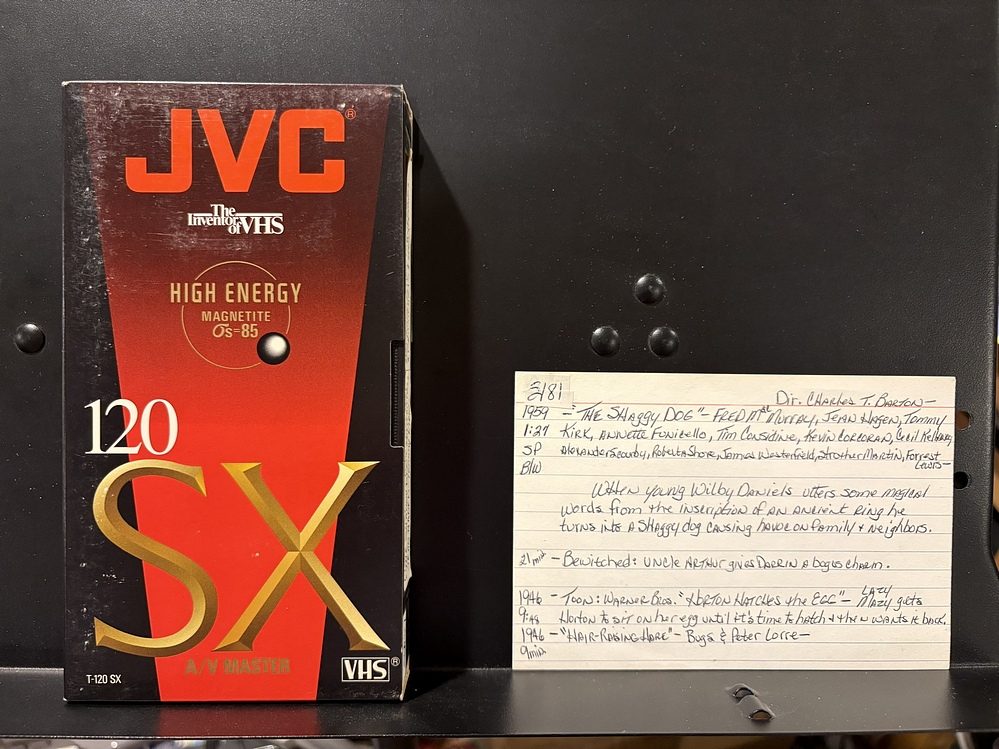 JVC®
The
Inventor
of VHS
HIGH ENERGY
MAGNETITE
σs=85
120
SX
A/V MASTER
T-120 SX
VHS®
2181
Dir. CHARLES T. BARTON—
1959 — "THE SHAGGY DOG" — FRED MacMurray, JEAN HAGEN, Tommy
1:27 KIRK, ANNETTE FUNICELLO, TIM CONSIDINE, KEVIN CORCORAN, Cecil Kellaway,
SP Alexander Scourby, Roberta Shore, James Westerfield, Strother Martin, Forrest
B/W Lewis—
When young Wilby Daniels utters some magical
words from the inscription of an ancient ring he
turns into a Shaggy dog causing havoc on family & neighbors.
21 min — Bewitched: UNCLE ARTHUR gives DARRIN A bogus charm.
1946 — TOON: WARNER BROS. "HORTON HATCHES the EGG" — LAZY MAZY gets
9:48 Horton to sit on her egg until it's time to hatch & then wants it back.
1946 — "HAIR-RAISING HARE" — Bugs & Peter Lorre —
9min